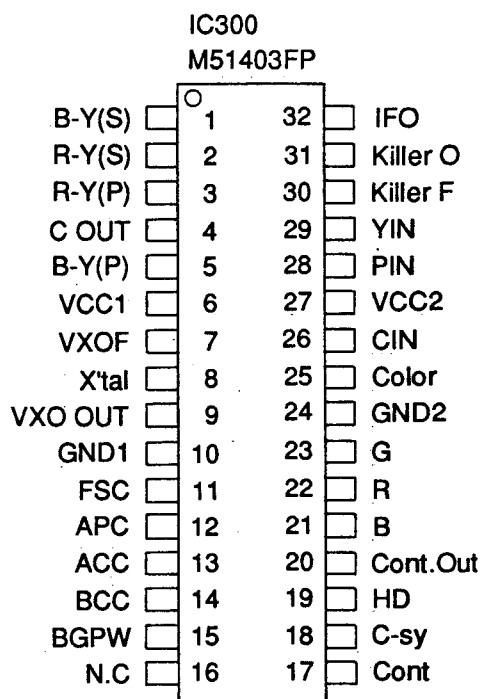 IC300
M51403FP
B-Y(S) 1 32 IFO
R-Y(S) 2 31 Killer O
R-Y(P) 3 30 Killer F
C OUT 4 29 YIN
B-Y(P) 5 28 PIN
VCC1 6 27 VCC2
VXOF 7 26 CIN
X'tal 8 25 Color
VXO OUT 9 24 GND2
GND1 10 23 G
FSC 11 22 R
APC 12 21 B
ACC 13 20 Cont.Out
BCC 14 19 HD
BGPW 15 18 C-sy
N.C 16 17 Cont